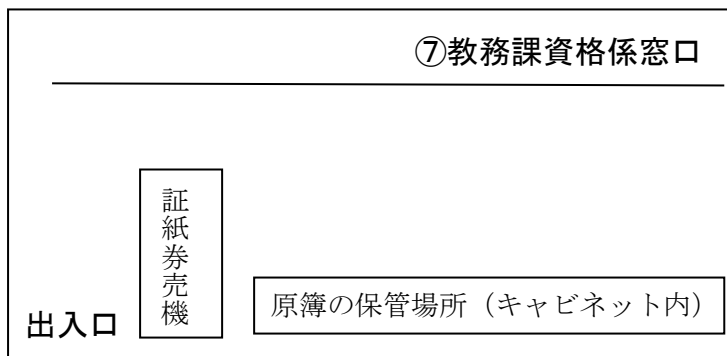 ⑦教務課資格係窓口
証紙券売機
出入口
原簿の保管場所（キャビネット内）